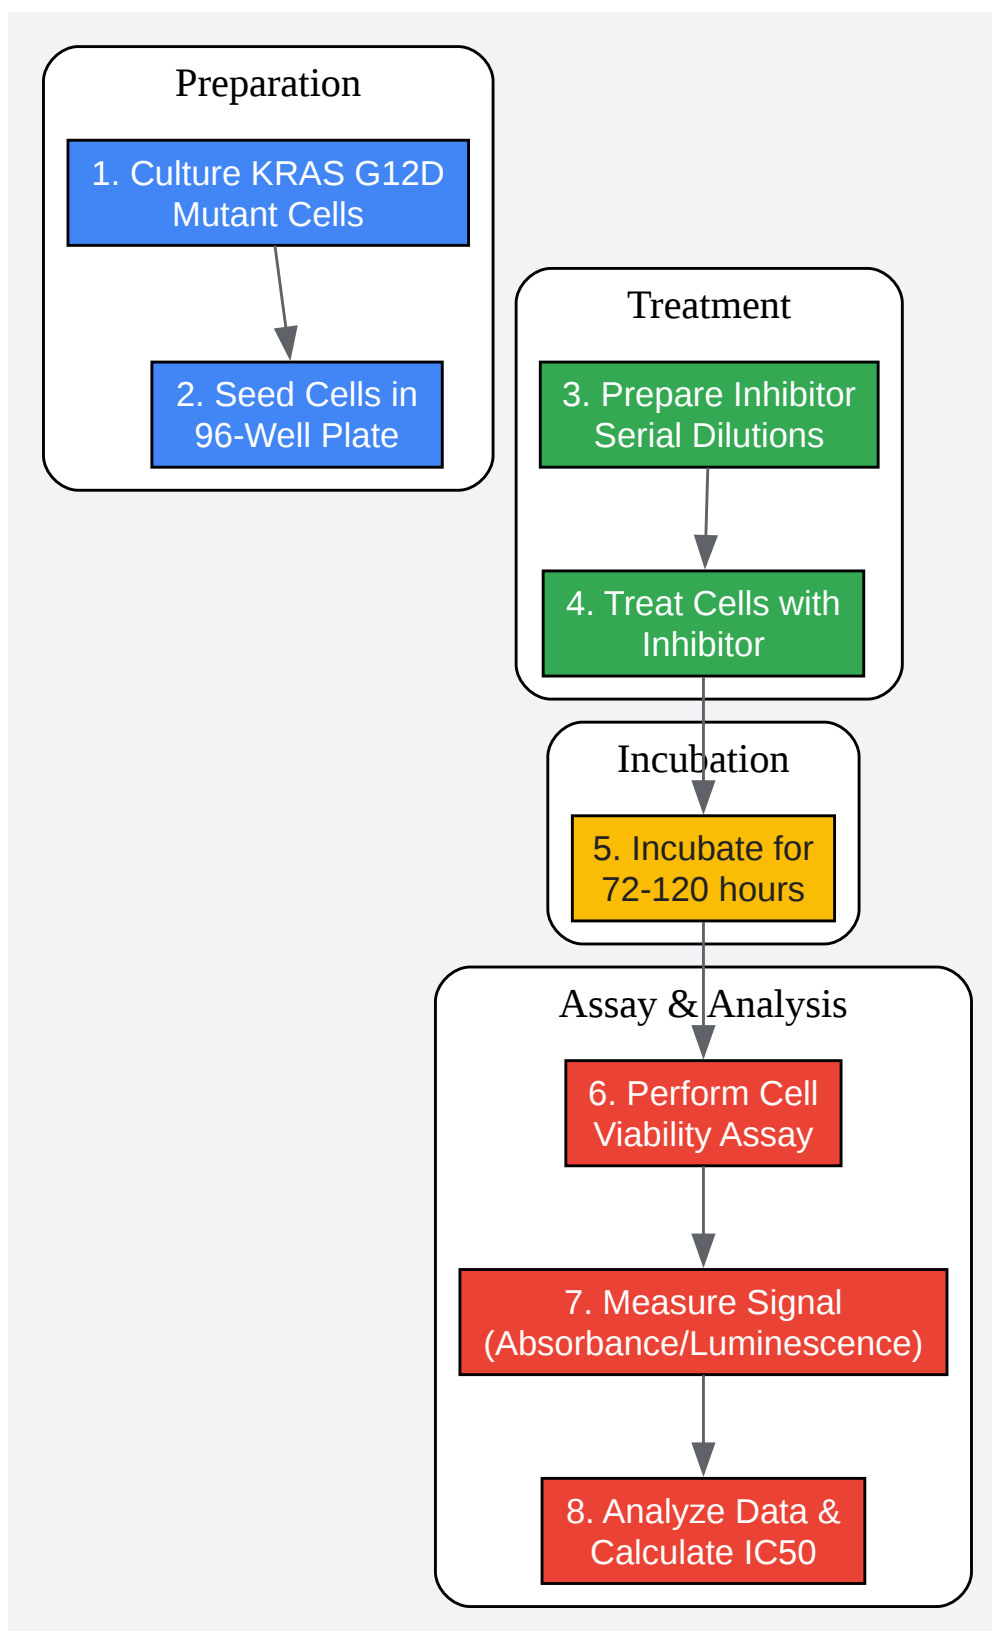 Preparation
1. Culture KRAS G12D
Mutant Cells
2. Seed Cells in
96-Well Plate
Treatment
3. Prepare Inhibitor
Serial Dilutions
4. Treat Cells with
Inhibitor
Incubation
5. Incubate for
72-120 hours
Assay & Analysis
6. Perform Cell
Viability Assay
7. Measure Signal
(Absorbance/Luminescence)
8. Analyze Data &
Calculate IC50